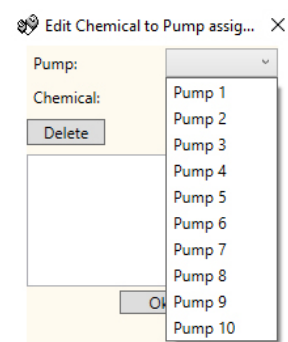 Edit Chemical to Pump assig...
Pump:
Chemical:
Delete
Pump 1
Pump 2
Pump 3
Pump 4
Pump 5
Pump 6
Pump 7
Pump 8
Pump 9
Pump 10